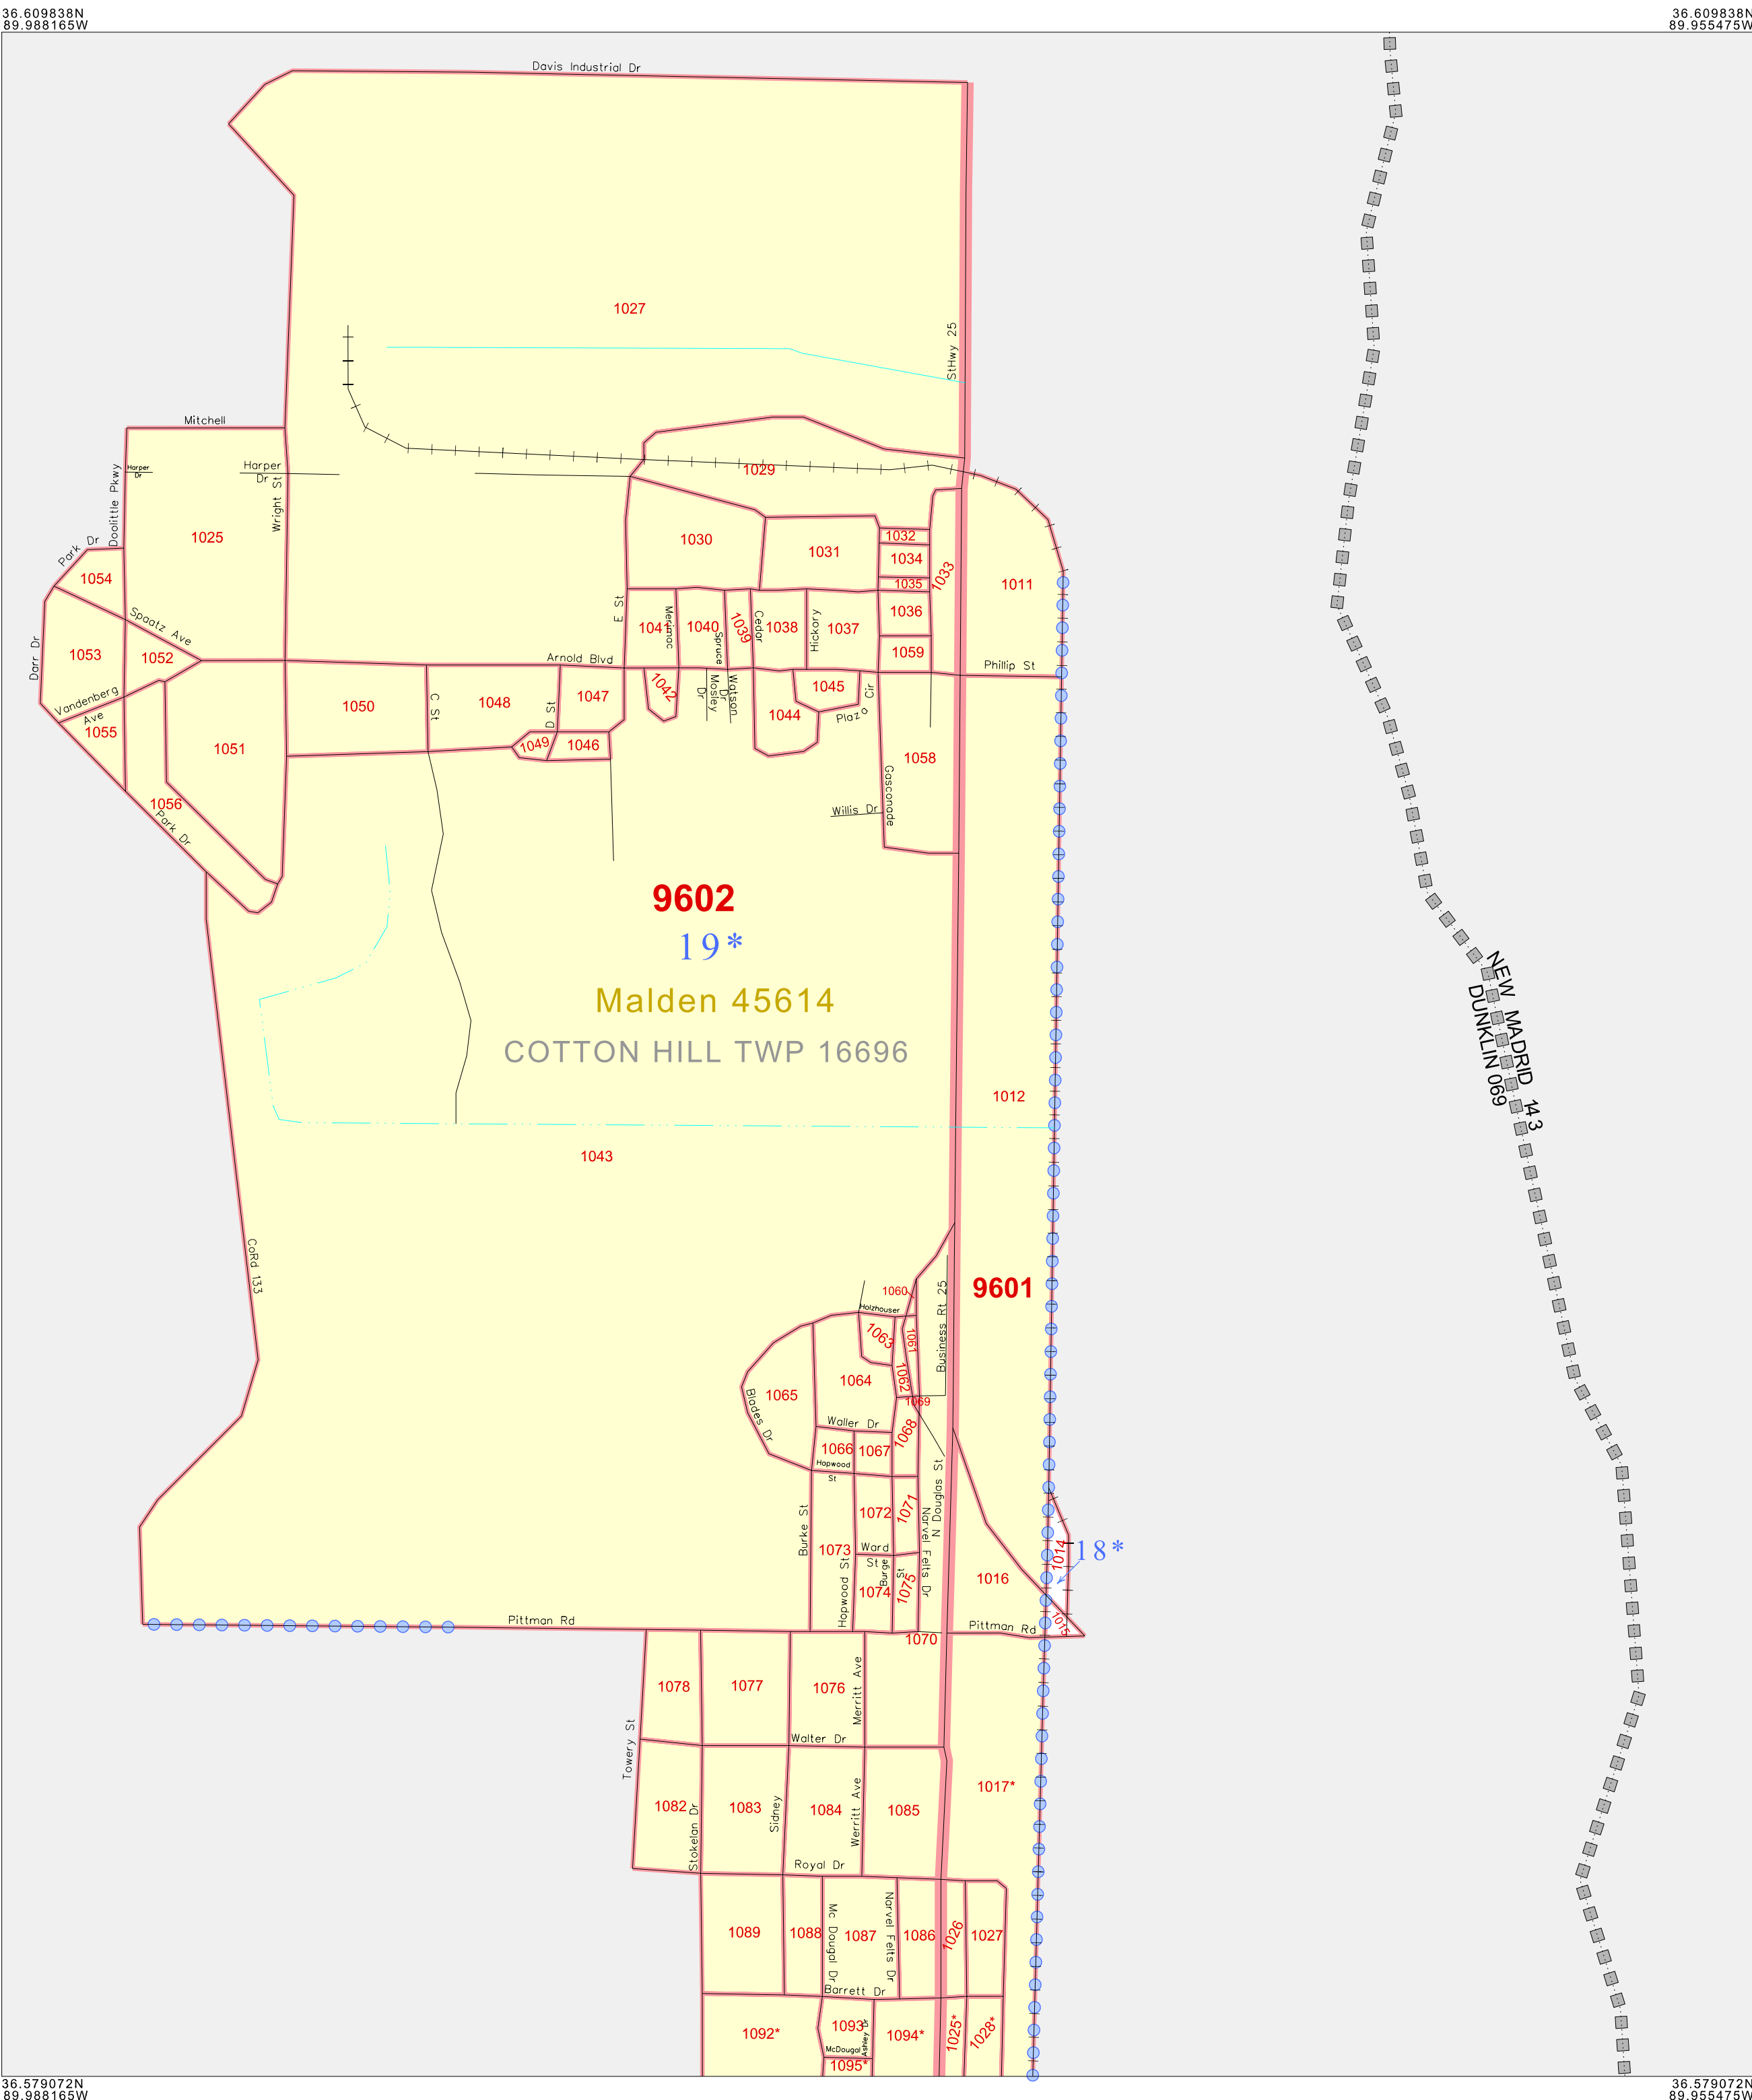 36.609838N
89.988165W
36.609838N
89.955475W
Davis Industrial Dr
1027
StHwy 25
Mitchell
Harper
Dr
Harper
Dr
Doolittle Pkwy
Wright St
1029
1025
Park Dr
1054
1030
1031
1032
1034
1035
1033
1011
1036
1059
E St
1041
Merimac
1040
Spruce
1039
Cedar
1038
Hickory
1037
Spaatz Ave
Darr Dr
1053
1052
Arnold Blvd
Phillip St
Vandenberg
Ave
1055
1051
1050
C St
1048
D St
1047
1049
1046
1042
Mosley
Dr
Watson
Dr
1045
1044
Plaza Cir
1058
Gasconade
Willis Dr
1056
Park Dr
9602
19*
Malden 45614
COTTON HILL TWP 16696
NEW MADRID 143
DUNKLIN 069
1012
1043
CoRd 133
9601
1060
Business Rt 25
Holzhouser
1063
1061
1062
1064
1065
Blades Dr
1069
Waller Dr
1068
1066
1067
Hopwood
St
N Douglas St
1072
1071
Burke St
1073
Narvel Felts Dr
Ward
St
Hopwood St
Burge
St
1074
1075
1014
18*
1016
1015
Pittman Rd
Pittman Rd
1070
1078
1077
1076
Merritt Ave
Towery St
Walter Dr
1017*
1082
Stokelan Dr
1083
Sidney
1084
Werritt Ave
1085
Royal Dr
1089
1088
Mc Dougal Dr
1087
Narvel Felts Dr
1086
1026
1027
Barrett Dr
1092*
1093
Ashley Dr
McDougal
1095*
1094*
1025*
1028*
36.579072N
89.988165W
36.579072N
89.955475W